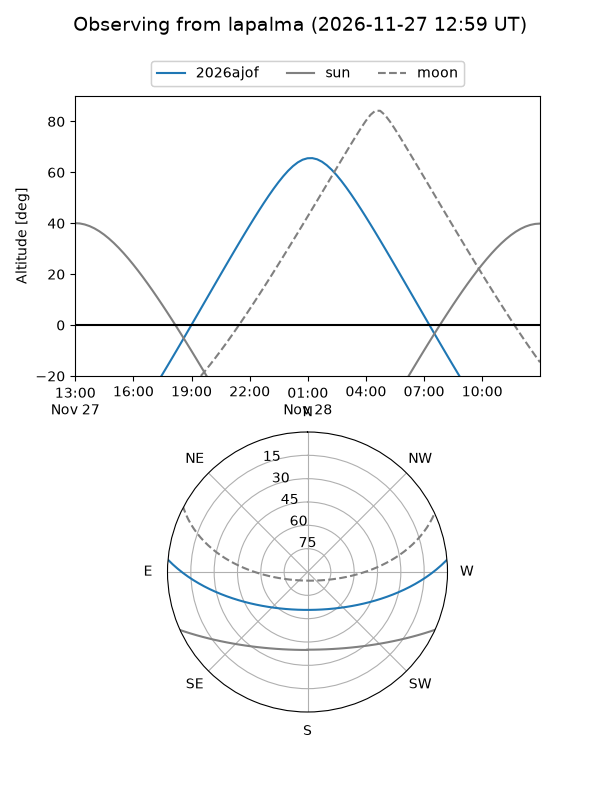 Observing from lapalma (2026-11-27 12:59 UT)
2026ajof sun moon
Altitude [deg]
80
60
40
20
0
−20
13:00 16:00 19:00 22:00 01:00 04:00 07:00 10:00
Nov 27 Nov 28
N
NE NW
15
30
45
60
75
E W
SE SW
S